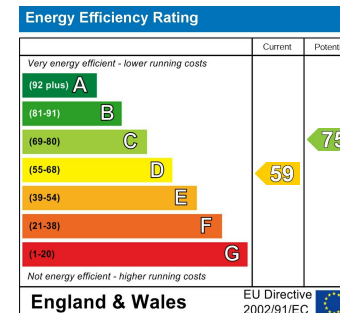 Energy Efficiency Rating
Current Potenti
Very energy efficient - lower running costs
(92 plus) A
(81-91) B
(69-80) C
75
(55-68) D
59
(39-54) E
(21-38) F
(1-20) G
Not energy efficient - higher running costs
England & Wales
EU Directive
2002/91/EC